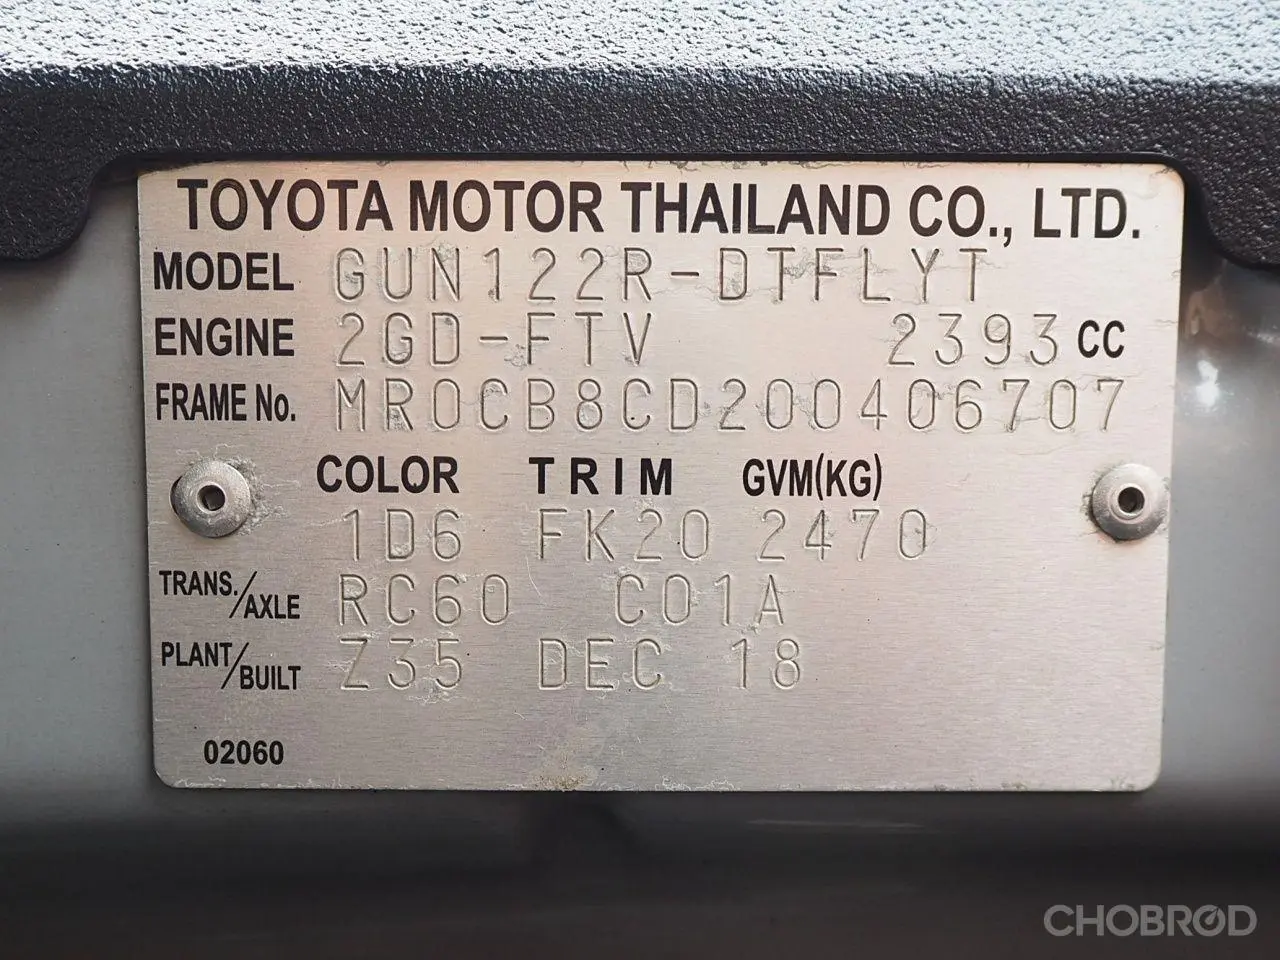 TOYOTA MOTOR THAILAND CO., LTD.
MODEL GUN122R-DTFLYT
ENGINE 2GD-FTV 2393 CC
FRAME No. MR0CB8CD200406707
COLOR TRIM GVM(KG)
1D6 FK20 2470
TRANS./AXLE RC60 C01A
PLANT/BUILT Z35 DEC 18
02060
CHOBROD